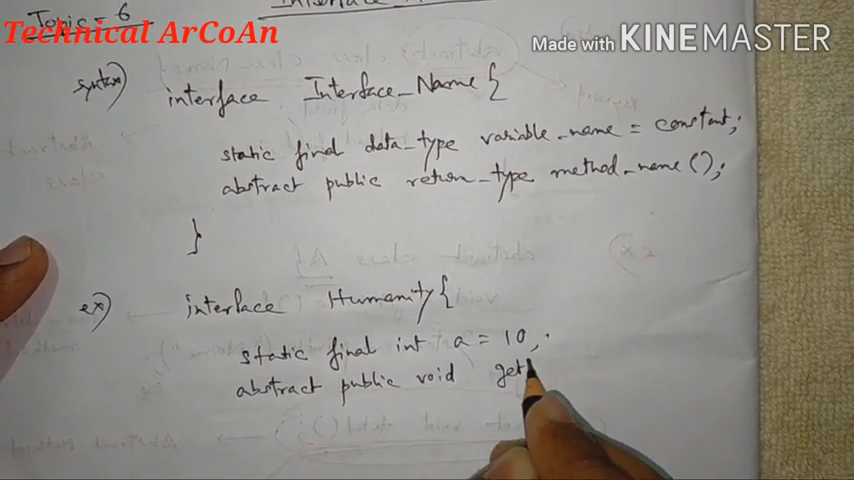 Topic - 6
Technical ArCoAn
Made with KINEMASTER
syntax)
interface Interface_Name {
static final data_type variable_name = constant;
abstract public return_type method_name();
}
ex)
interface Humanity {
static final int a = 10;
abstract public void get